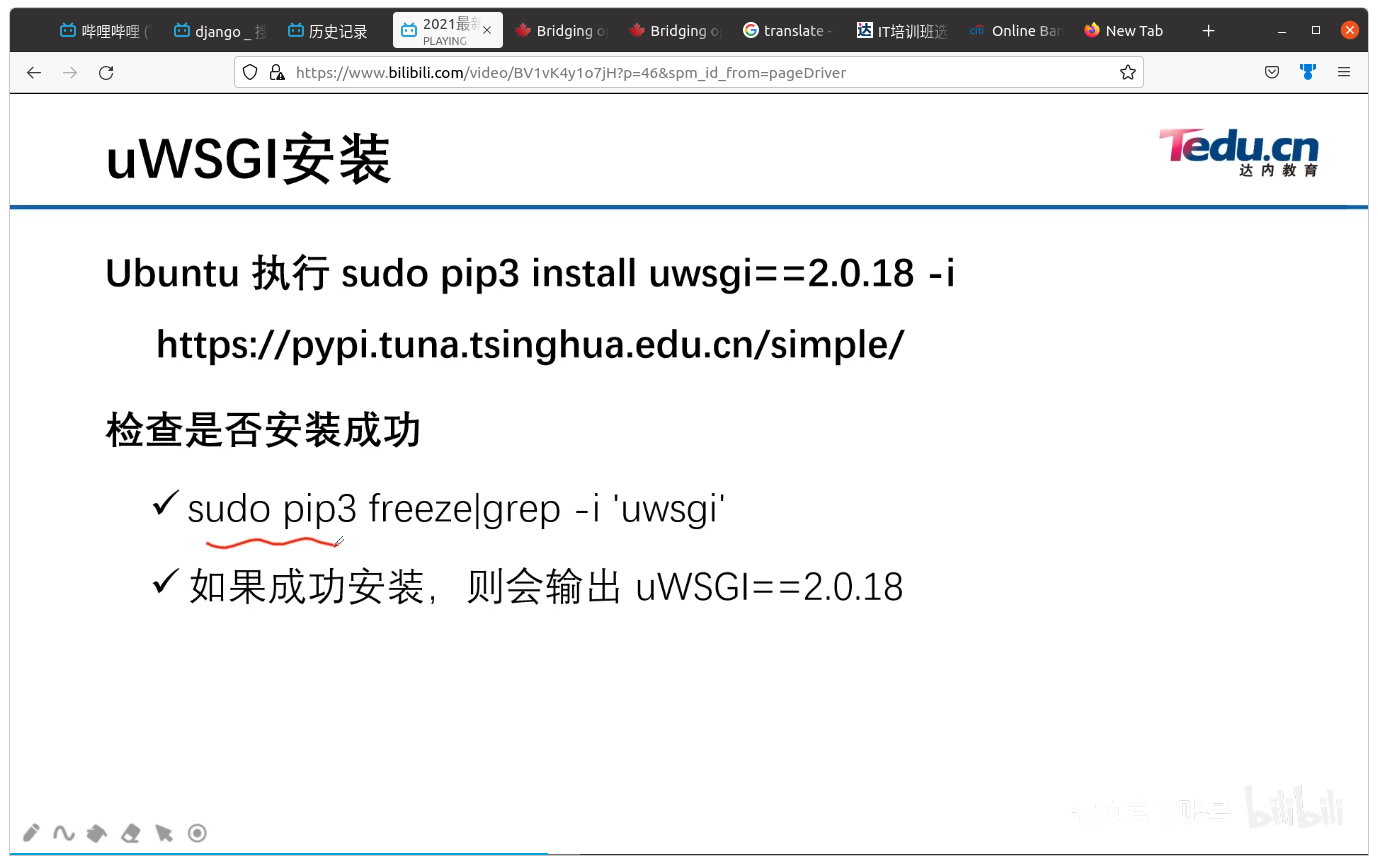 哔哩哔哩 (
django _ 搜
历史记录
2021最新
PLAYING
Bridging o
Bridging o
translate -
IT培训班选
citi Online Ban
New Tab
https://www.bilibili.com/video/BV1vK4y1o7jH?p=46&spm_id_from=pageDriver
uWSGI安装
Tedu.cn
达内教育
Ubuntu 执行 sudo pip3 install uwsgi==2.0.18 -i
https://pypi.tuna.tsinghua.edu.cn/simple/
检查是否安装成功
✓ sudo pip3 freeze|grep -i 'uwsgi'
✓ 如果成功安装，则会输出 uWSGI==2.0.18
bilibili